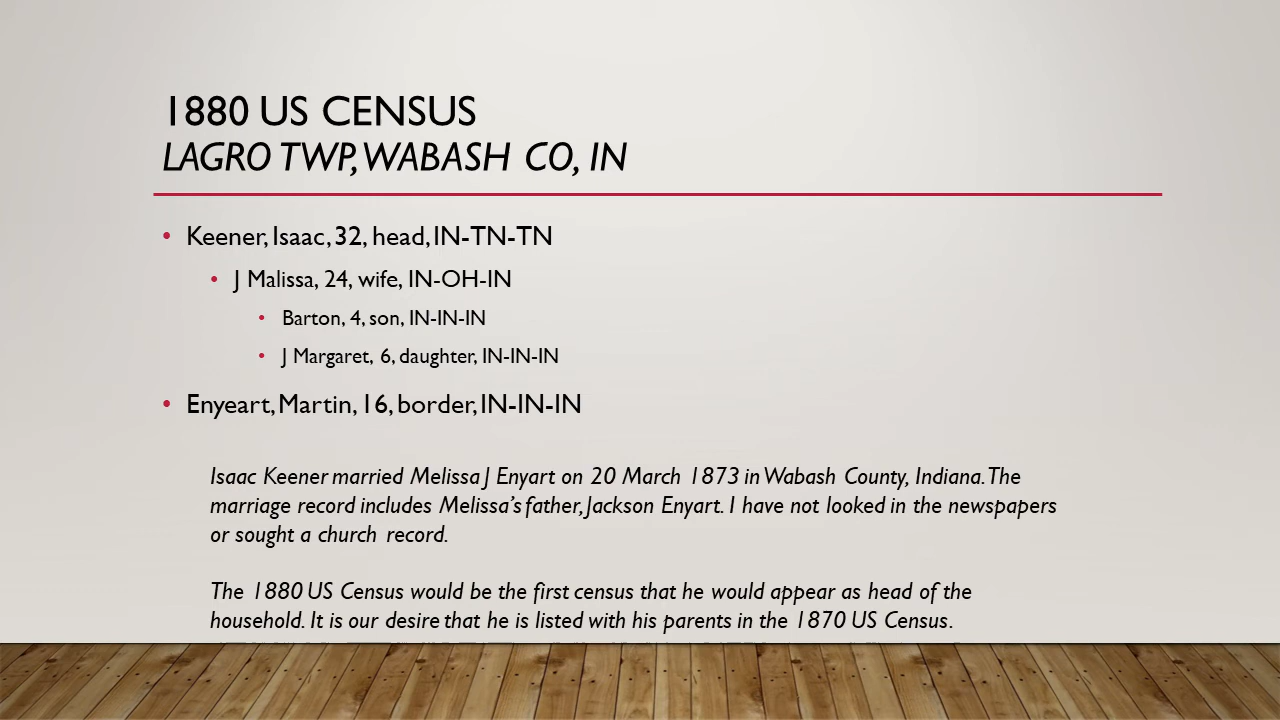 1880 US CENSUS
LAGRO TWP, WABASH CO, IN
• Keener, Isaac, 32, head, IN-TN-TN
• J Malissa, 24, wife, IN-OH-IN
• Barton, 4, son, IN-IN-IN
• J Margaret, 6, daughter, IN-IN-IN
• Enyeart, Martin, 16, border, IN-IN-IN
Isaac Keener married Melissa J Enyart on 20 March 1873 in Wabash County, Indiana. The
marriage record includes Melissa's father, Jackson Enyart. I have not looked in the newspapers
or sought a church record.
The 1880 US Census would be the first census that he would appear as head of the
household. It is our desire that he is listed with his parents in the 1870 US Census.